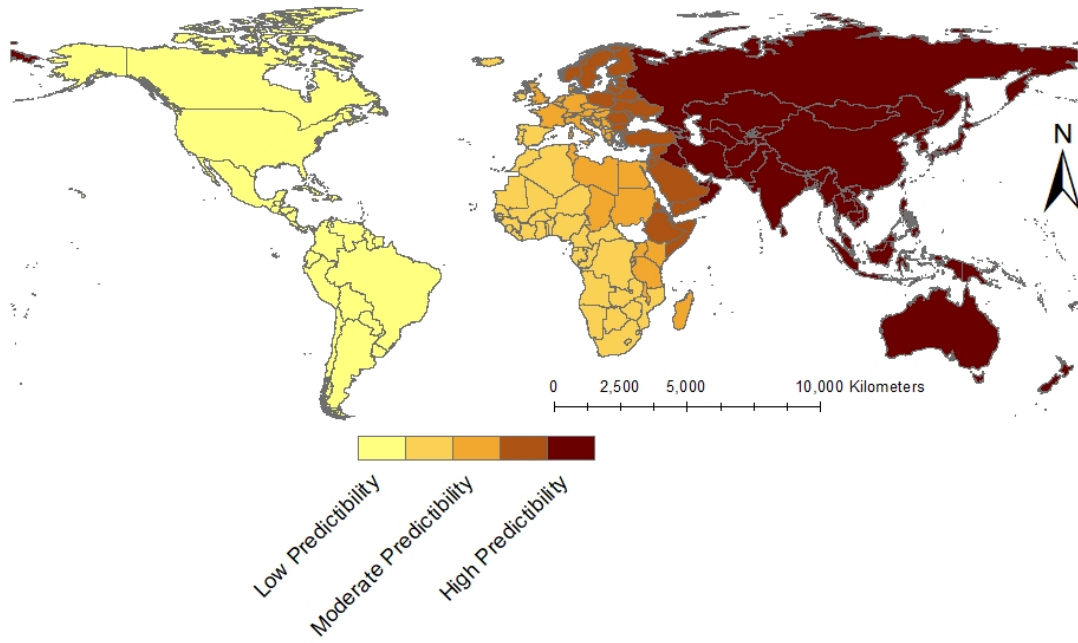 N
0 2,500 5,000 10,000 Kilometers
Low Predictibility
Moderate Predictibility
High Predictibility